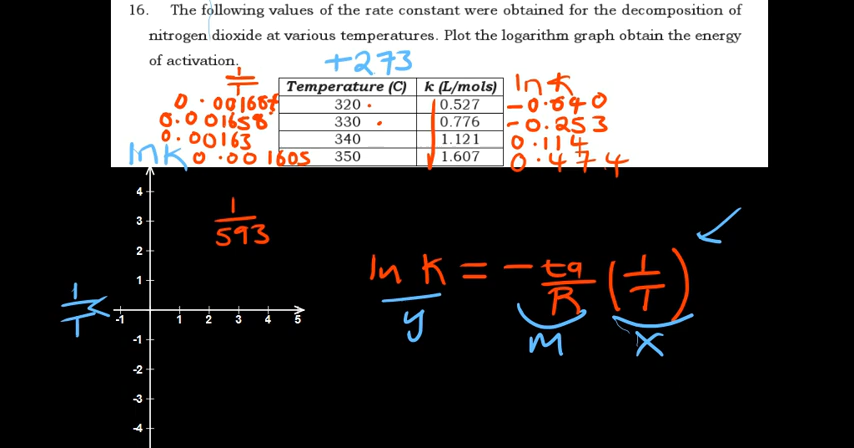 16. The following values of the rate constant were obtained for the decomposition of
nitrogen dioxide at various temperatures. Plot the logarithm graph obtain the energy
of activation.
+273
1/T
ln k
Temperature (C) k (L/mols)
320 0.527 -0.640
0.001658 330 0.776 -0.253
0.00163 340 1.121 0.114
0.001605 350 1.607 0.474
ln K
4
3
2
1
-1 1 2 3 4 5
-1
-2
-3
-4
1/593
1/T
ln k = - Ea/R (1/T)
y
m
x